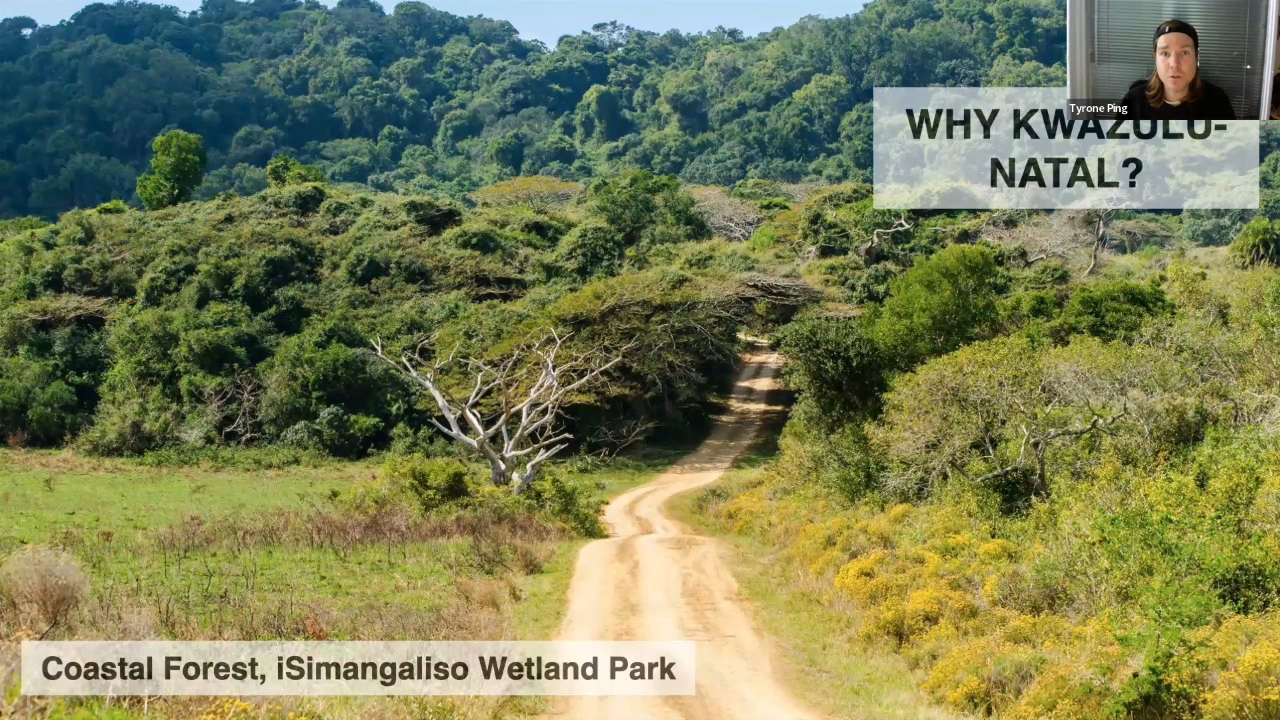 Tyrone Ping
WHY KWAZULU-
NATAL?
Coastal Forest, iSimangaliso Wetland Park